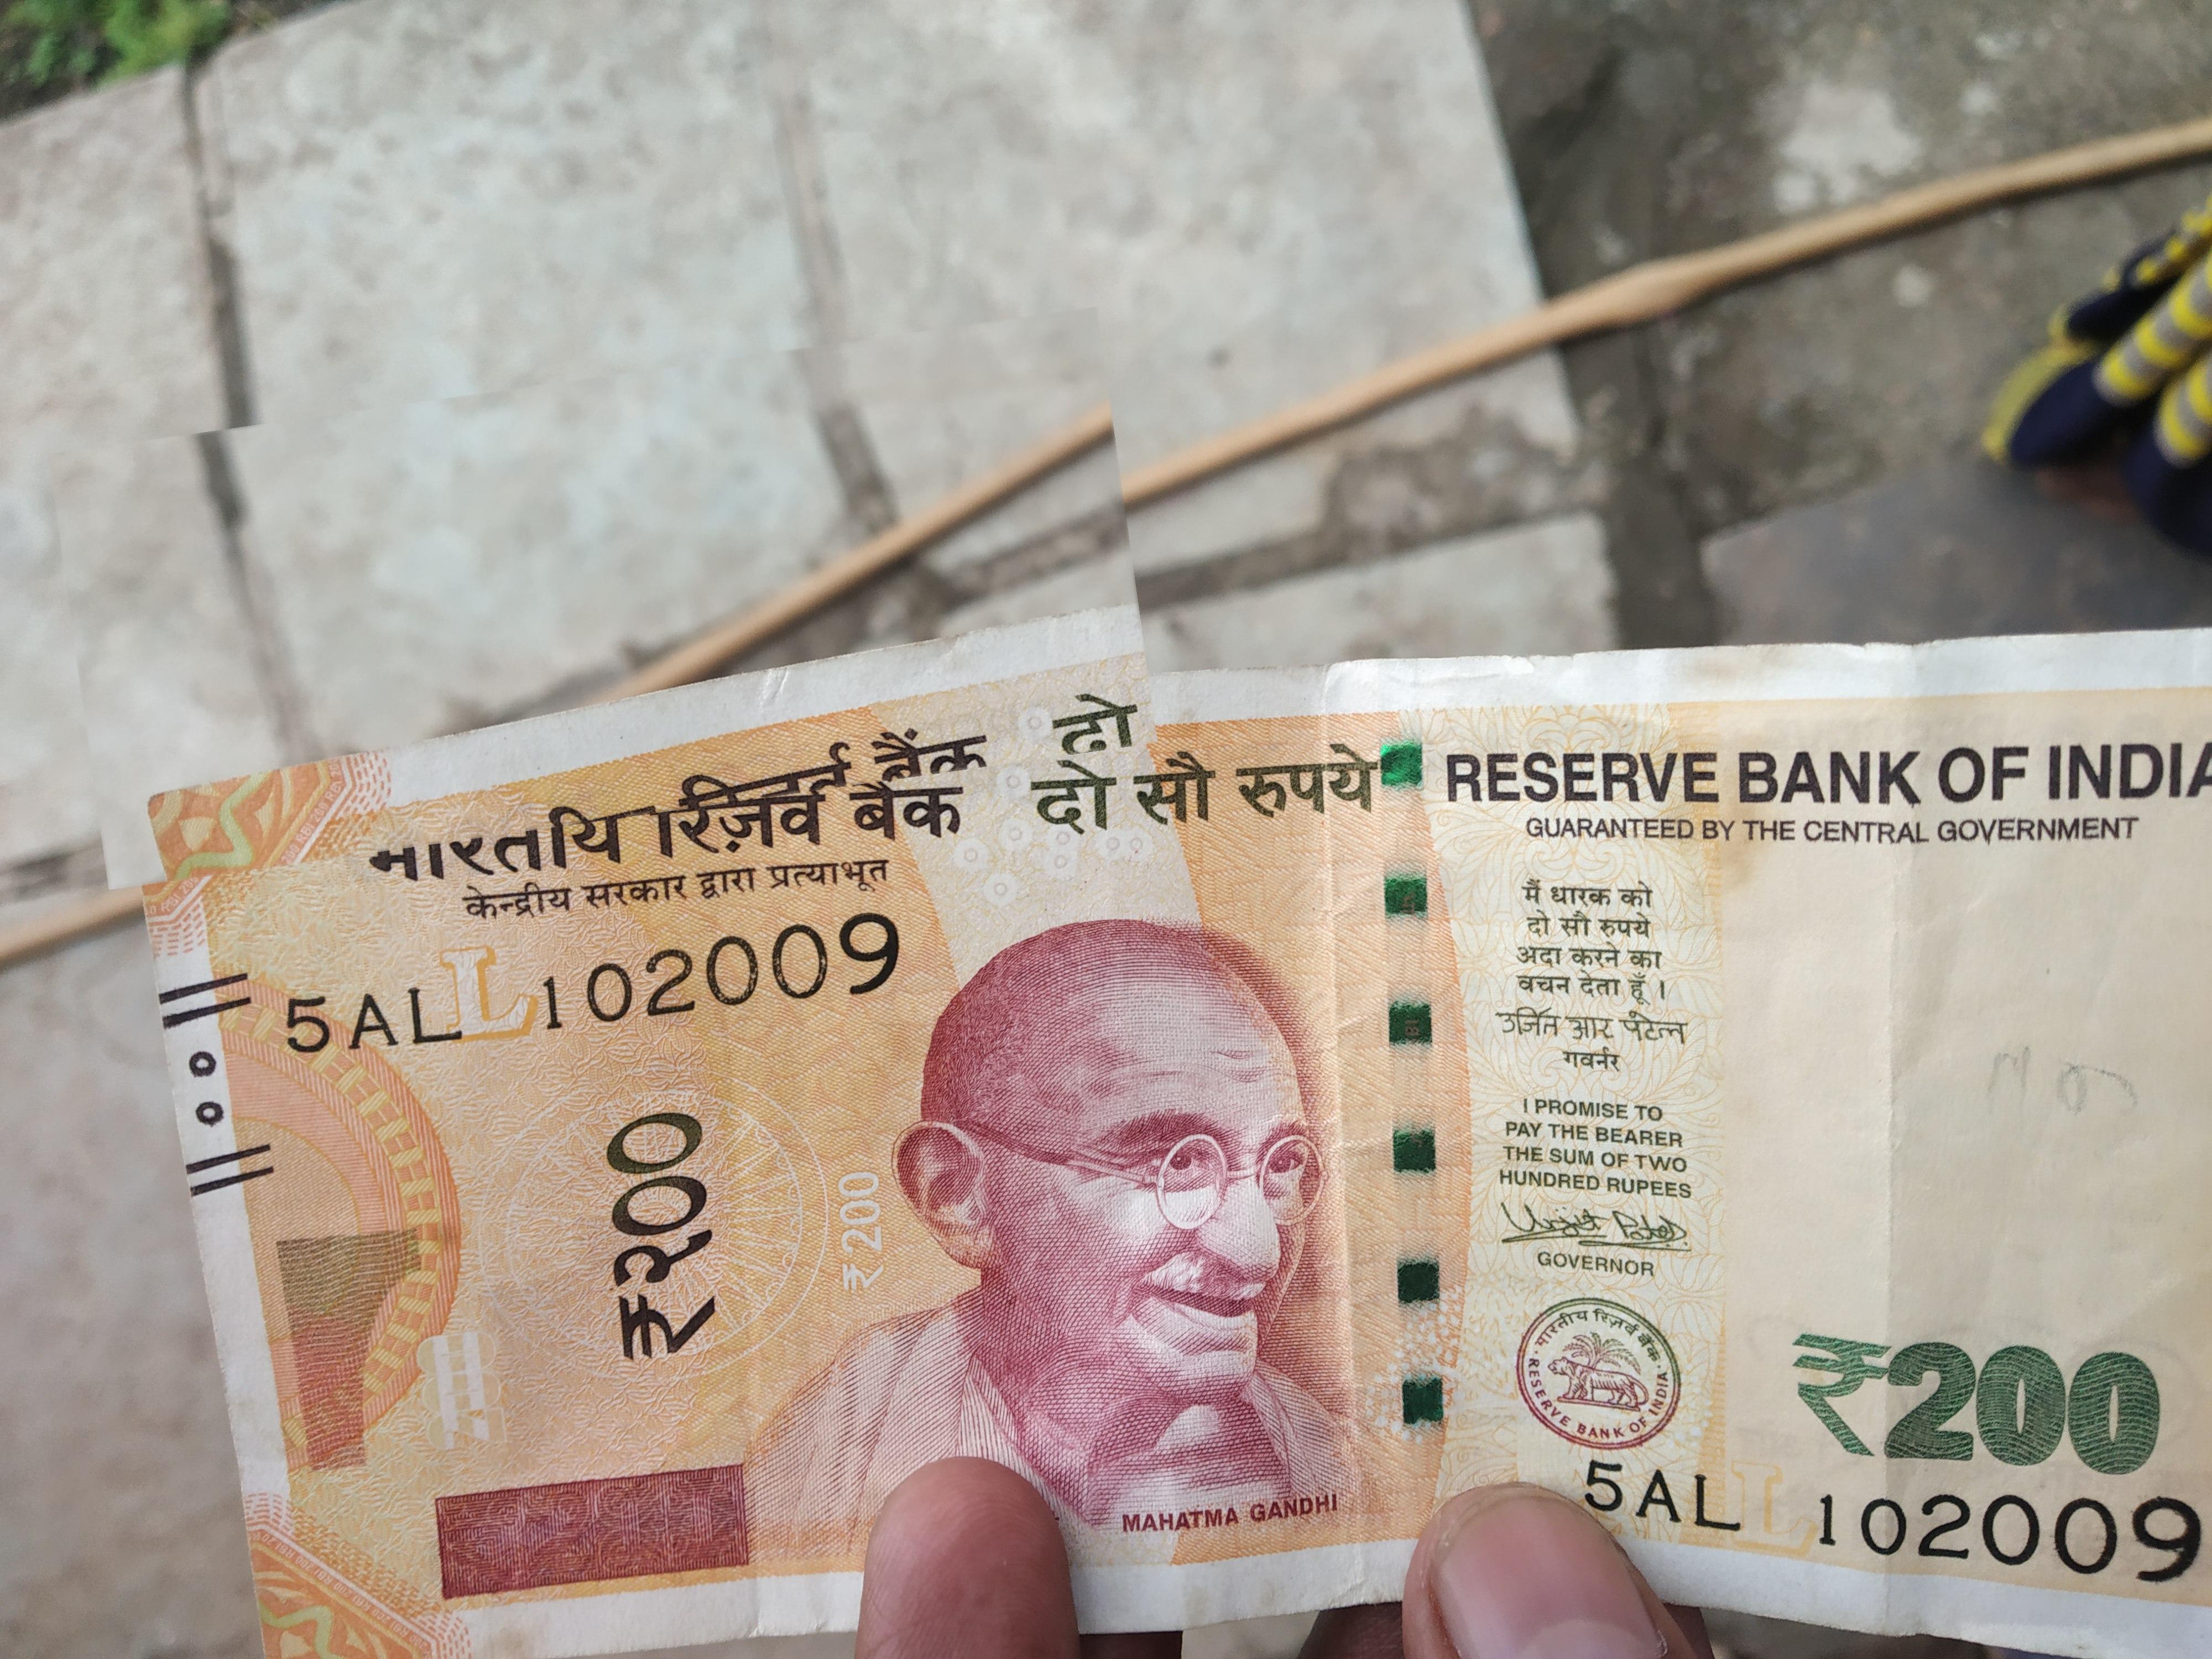 भारतीय रिज़र्व बैंक
केन्द्रीय सरकार द्वारा प्रत्याभूत
5AL 102009
₹२००
₹200
दो
दो सौ रुपये
MAHATMA GANDHI
RESERVE BANK OF INDIA
GUARANTEED BY THE CENTRAL GOVERNMENT
मैं धारक को
दो सौ रुपये
अदा करने का
वचन देता हूँ ।
उर्जित आर पटेल
गवर्नर
I PROMISE TO
PAY THE BEARER
THE SUM OF TWO
HUNDRED RUPEES
GOVERNOR
भारतीय रिज़र्व बैंक
RESERVE BANK OF INDIA
₹200
5AL 102009